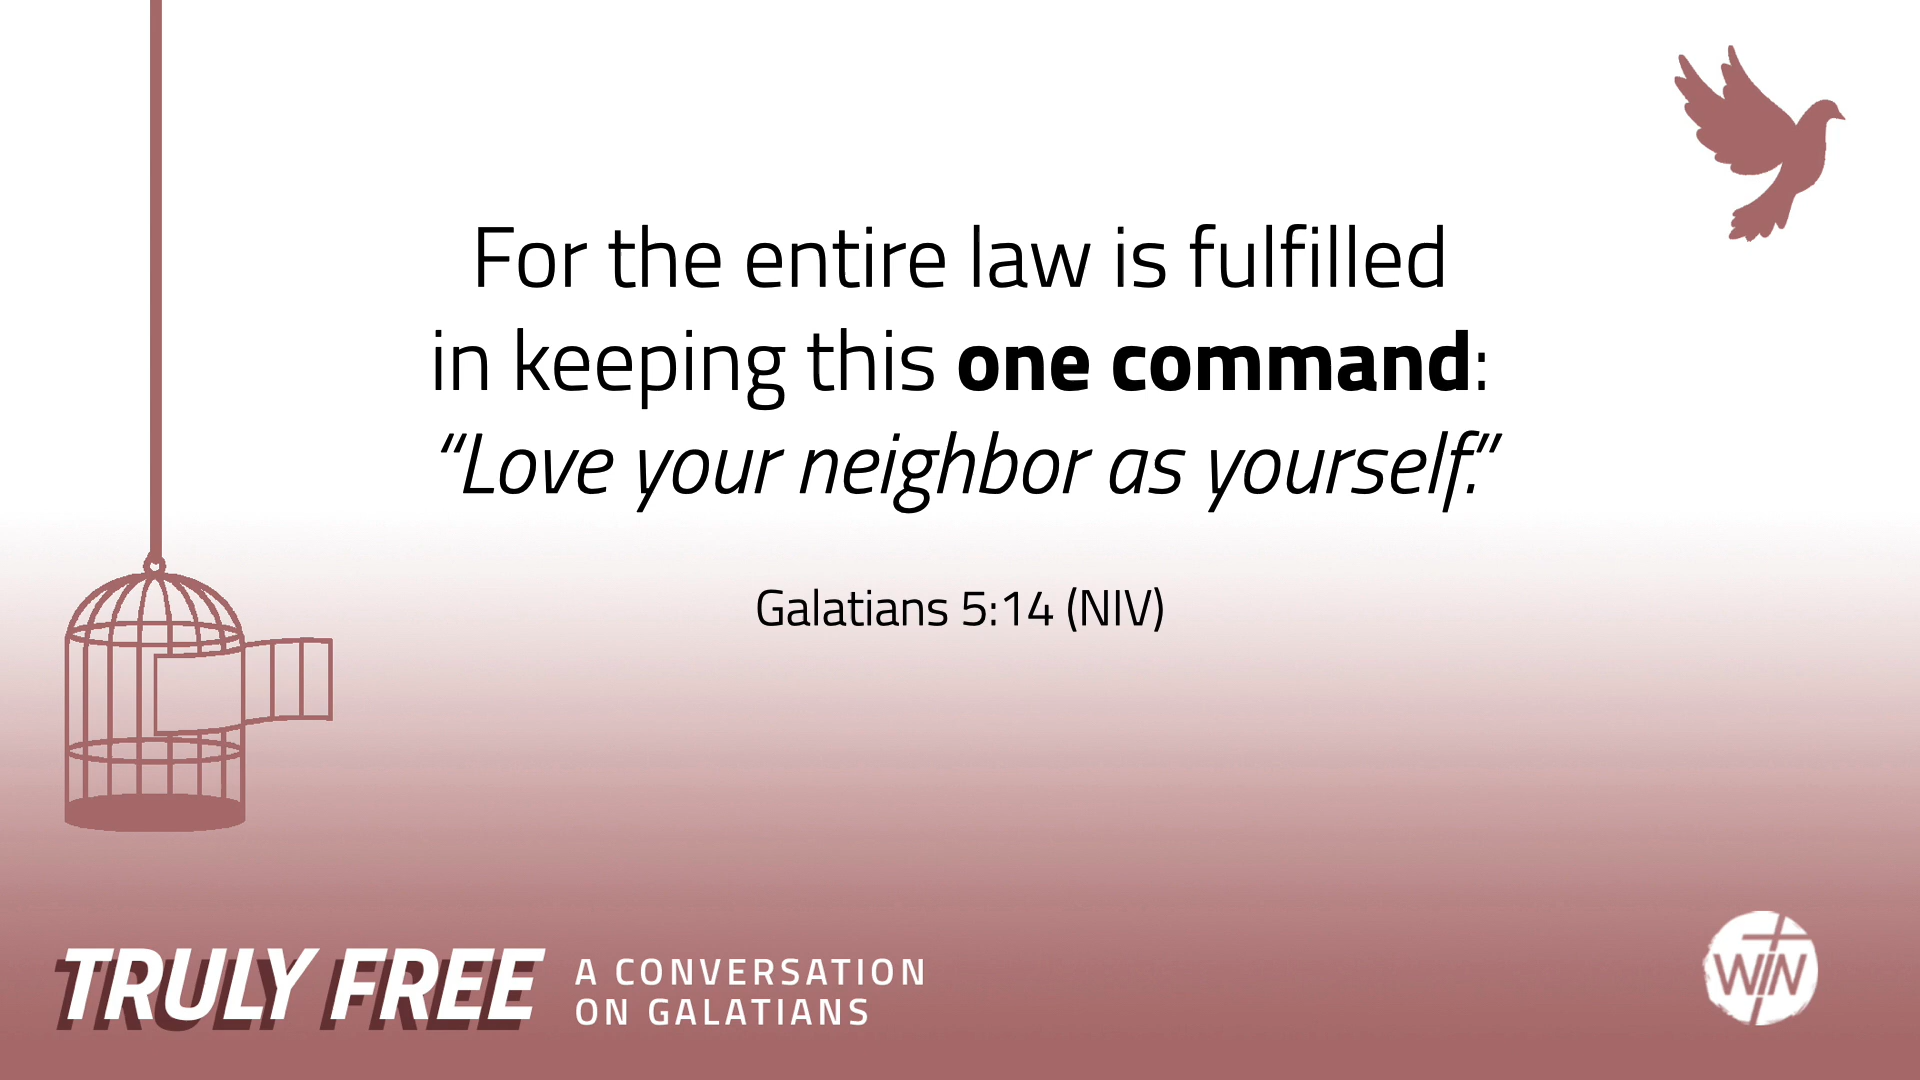 For the entire law is fulfilled
in keeping this one command:
“Love your neighbor as yourself.”
Galatians 5:14 (NIV)
TRULY FREE
A CONVERSATION
ON GALATIANS
WIN